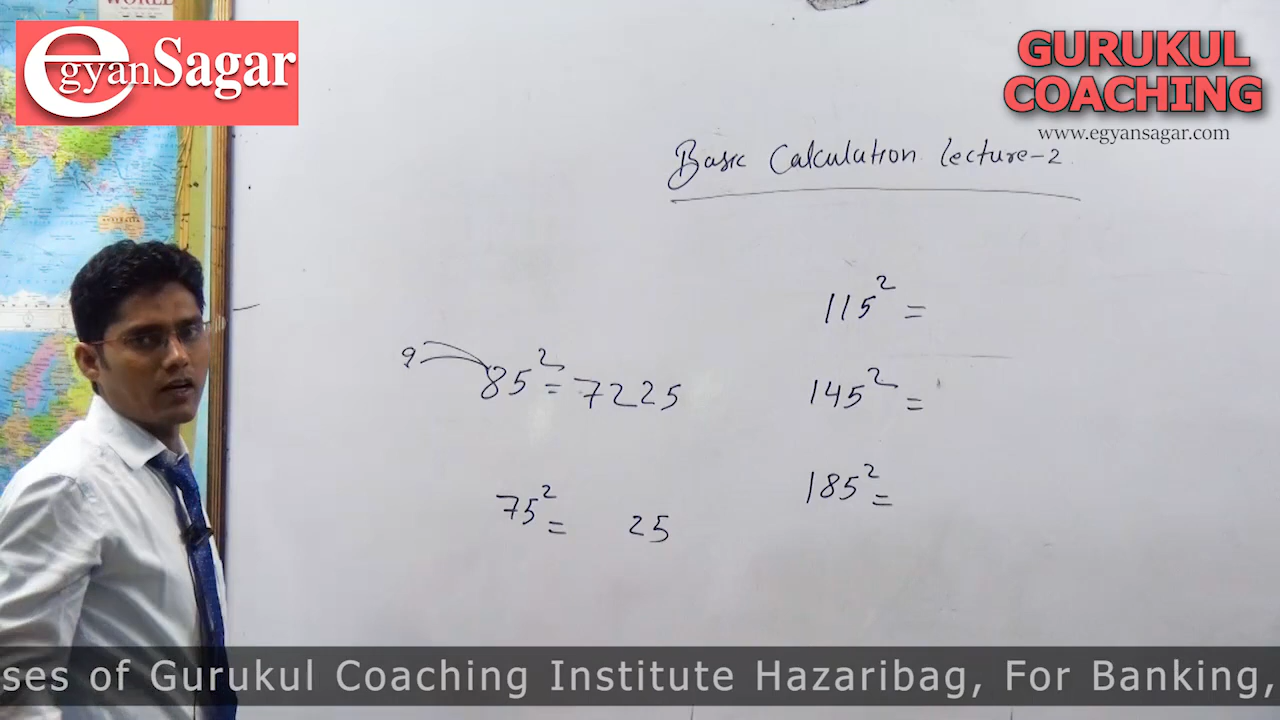 WORLD
egyanSagar
GURUKUL
COACHING
www.egyansagar.com
Basic Calculation Lecture-2
115² =
9 85² = 7225
145² =
75² = 25
185² =
ses of Gurukul Coaching Institute Hazaribag, For Banking,